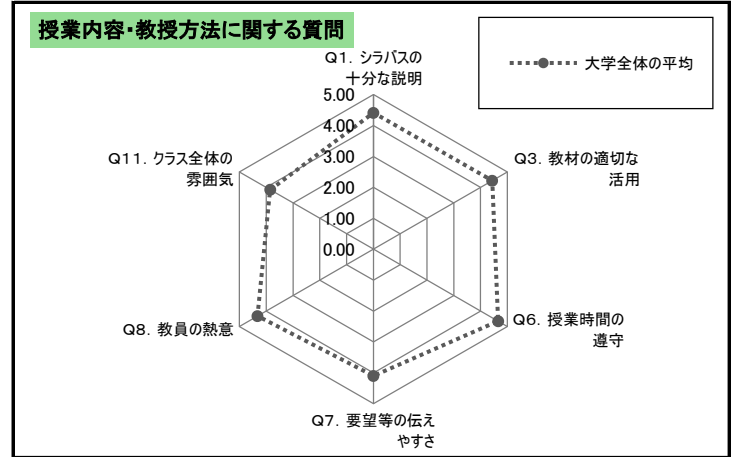 授業内容・教授方法に関する質問
大学全体の平均
Q1．シラバスの
十分な説明
5.00
4.00
3.00
2.00
1.00
0.00
Q3．教材の適切な
活用
Q6．授業時間の
遵守
Q7．要望等の伝え
やすさ
Q8．教員の熱意
Q11．クラス全体の
雰囲気